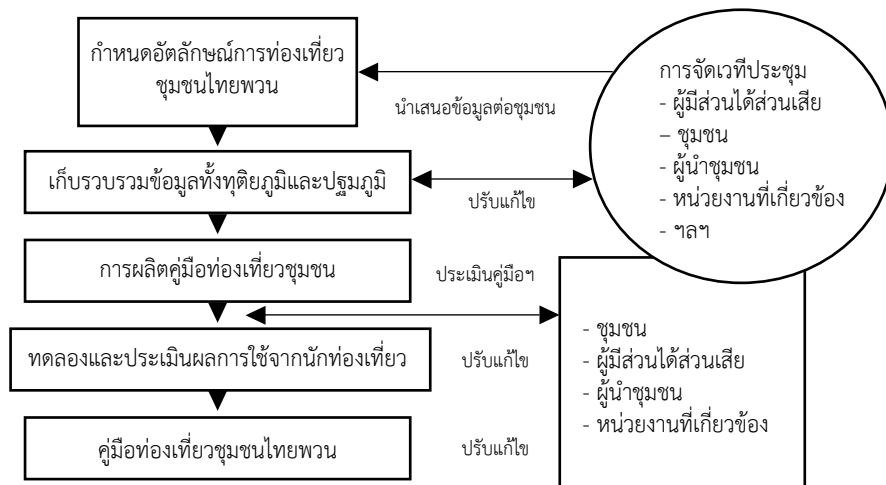 กำหนดอัตลักษณ์การท่องเที่ยว
ชุมชนไทยพวน
นำเสนอข้อมูลต่อชุมชน
การจัดเวทีประชุม
- ผู้มีส่วนได้ส่วนเสีย
– ชุมชน
- ผู้นำชุมชน
- หน่วยงานที่เกี่ยวข้อง
- ฯลฯ
เก็บรวบรวมข้อมูลทั้งทุติยภูมิและปฐมภูมิ
ปรับแก้ไข
การผลิตคู่มือท่องเที่ยวชุมชน
ประเมินคู่มือฯ
ทดลองและประเมินผลการใช้จากนักท่องเที่ยว
ปรับแก้ไข
- ชุมชน
- ผู้มีส่วนได้ส่วนเสีย
- ผู้นำชุมชน
- หน่วยงานที่เกี่ยวข้อง
คู่มือท่องเที่ยวชุมชนไทยพวน
ปรับแก้ไข